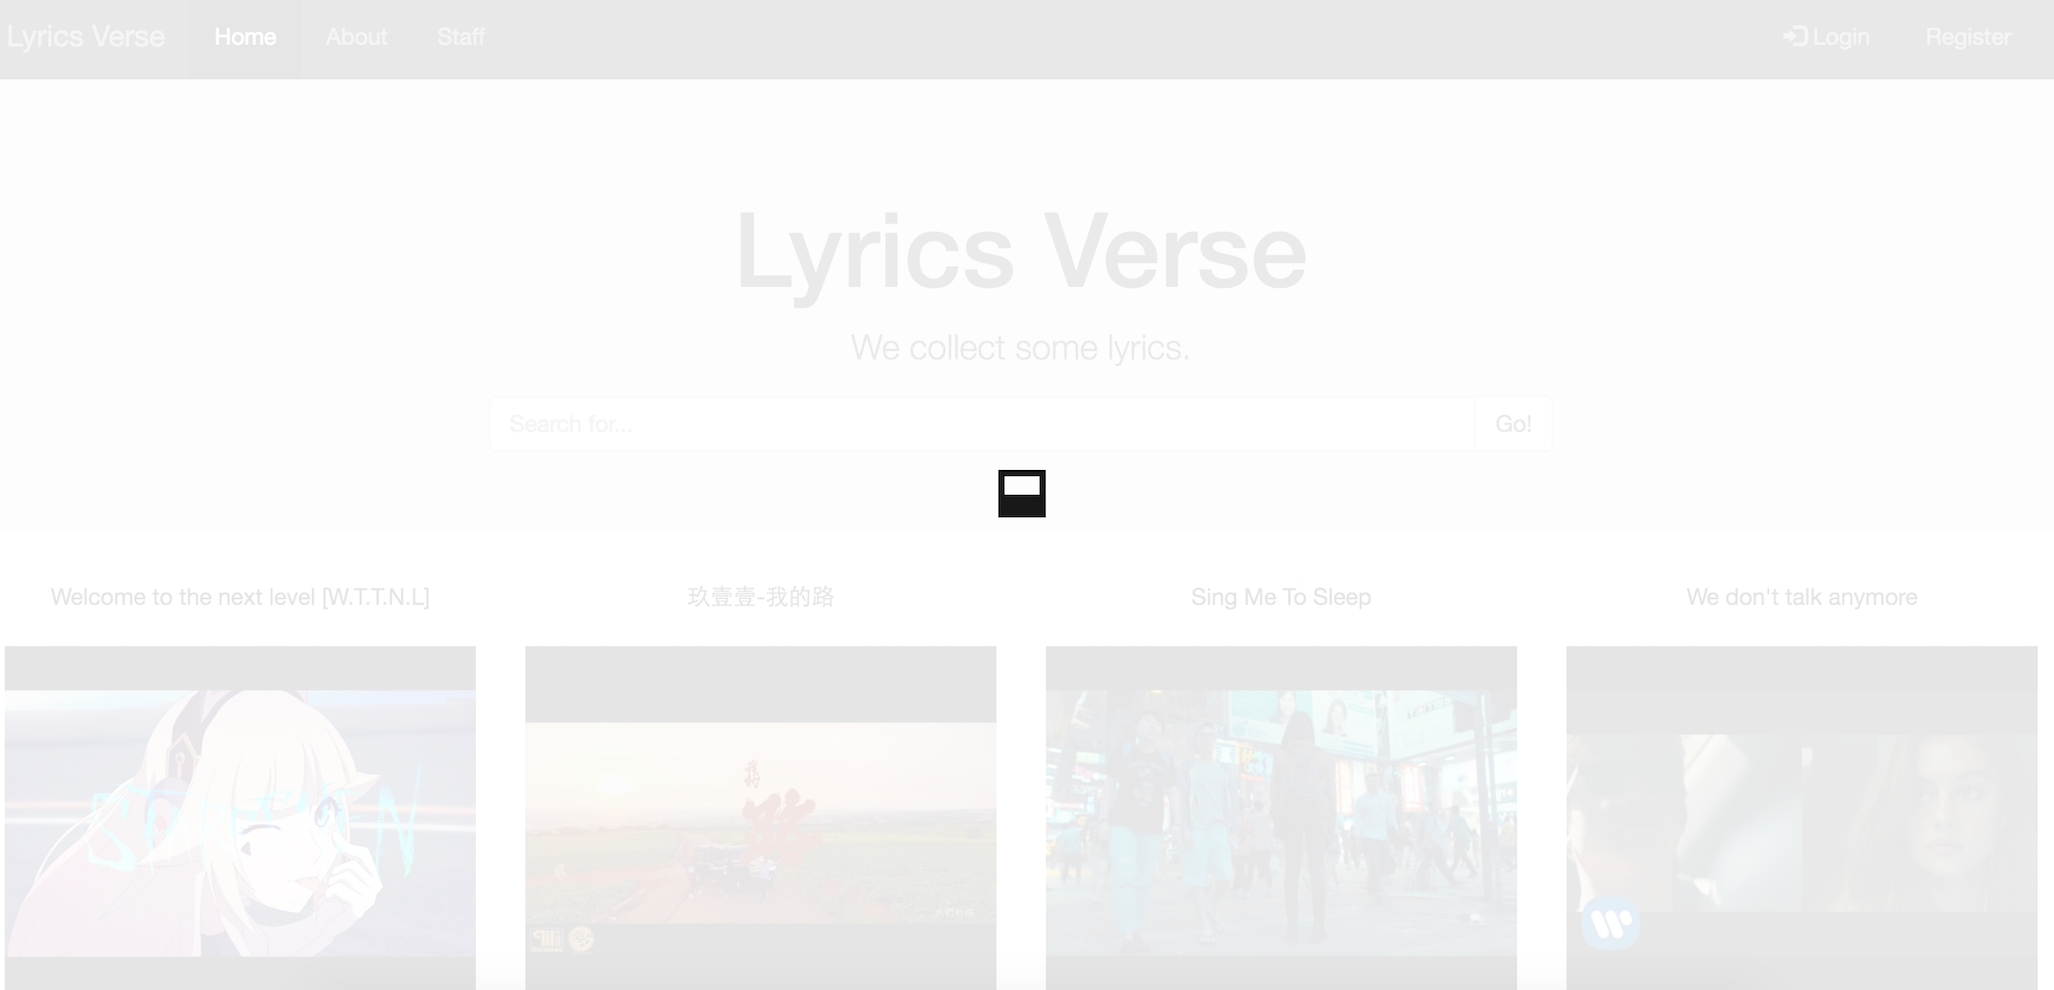 Lyrics Verse Home About Staff Login Register
Lyrics Verse
We collect some lyrics.
Search for... Go!
Welcome to the next level [W.T.T.N.L]
玖壹壹-我的路
Sing Me To Sleep
We don't talk anymore